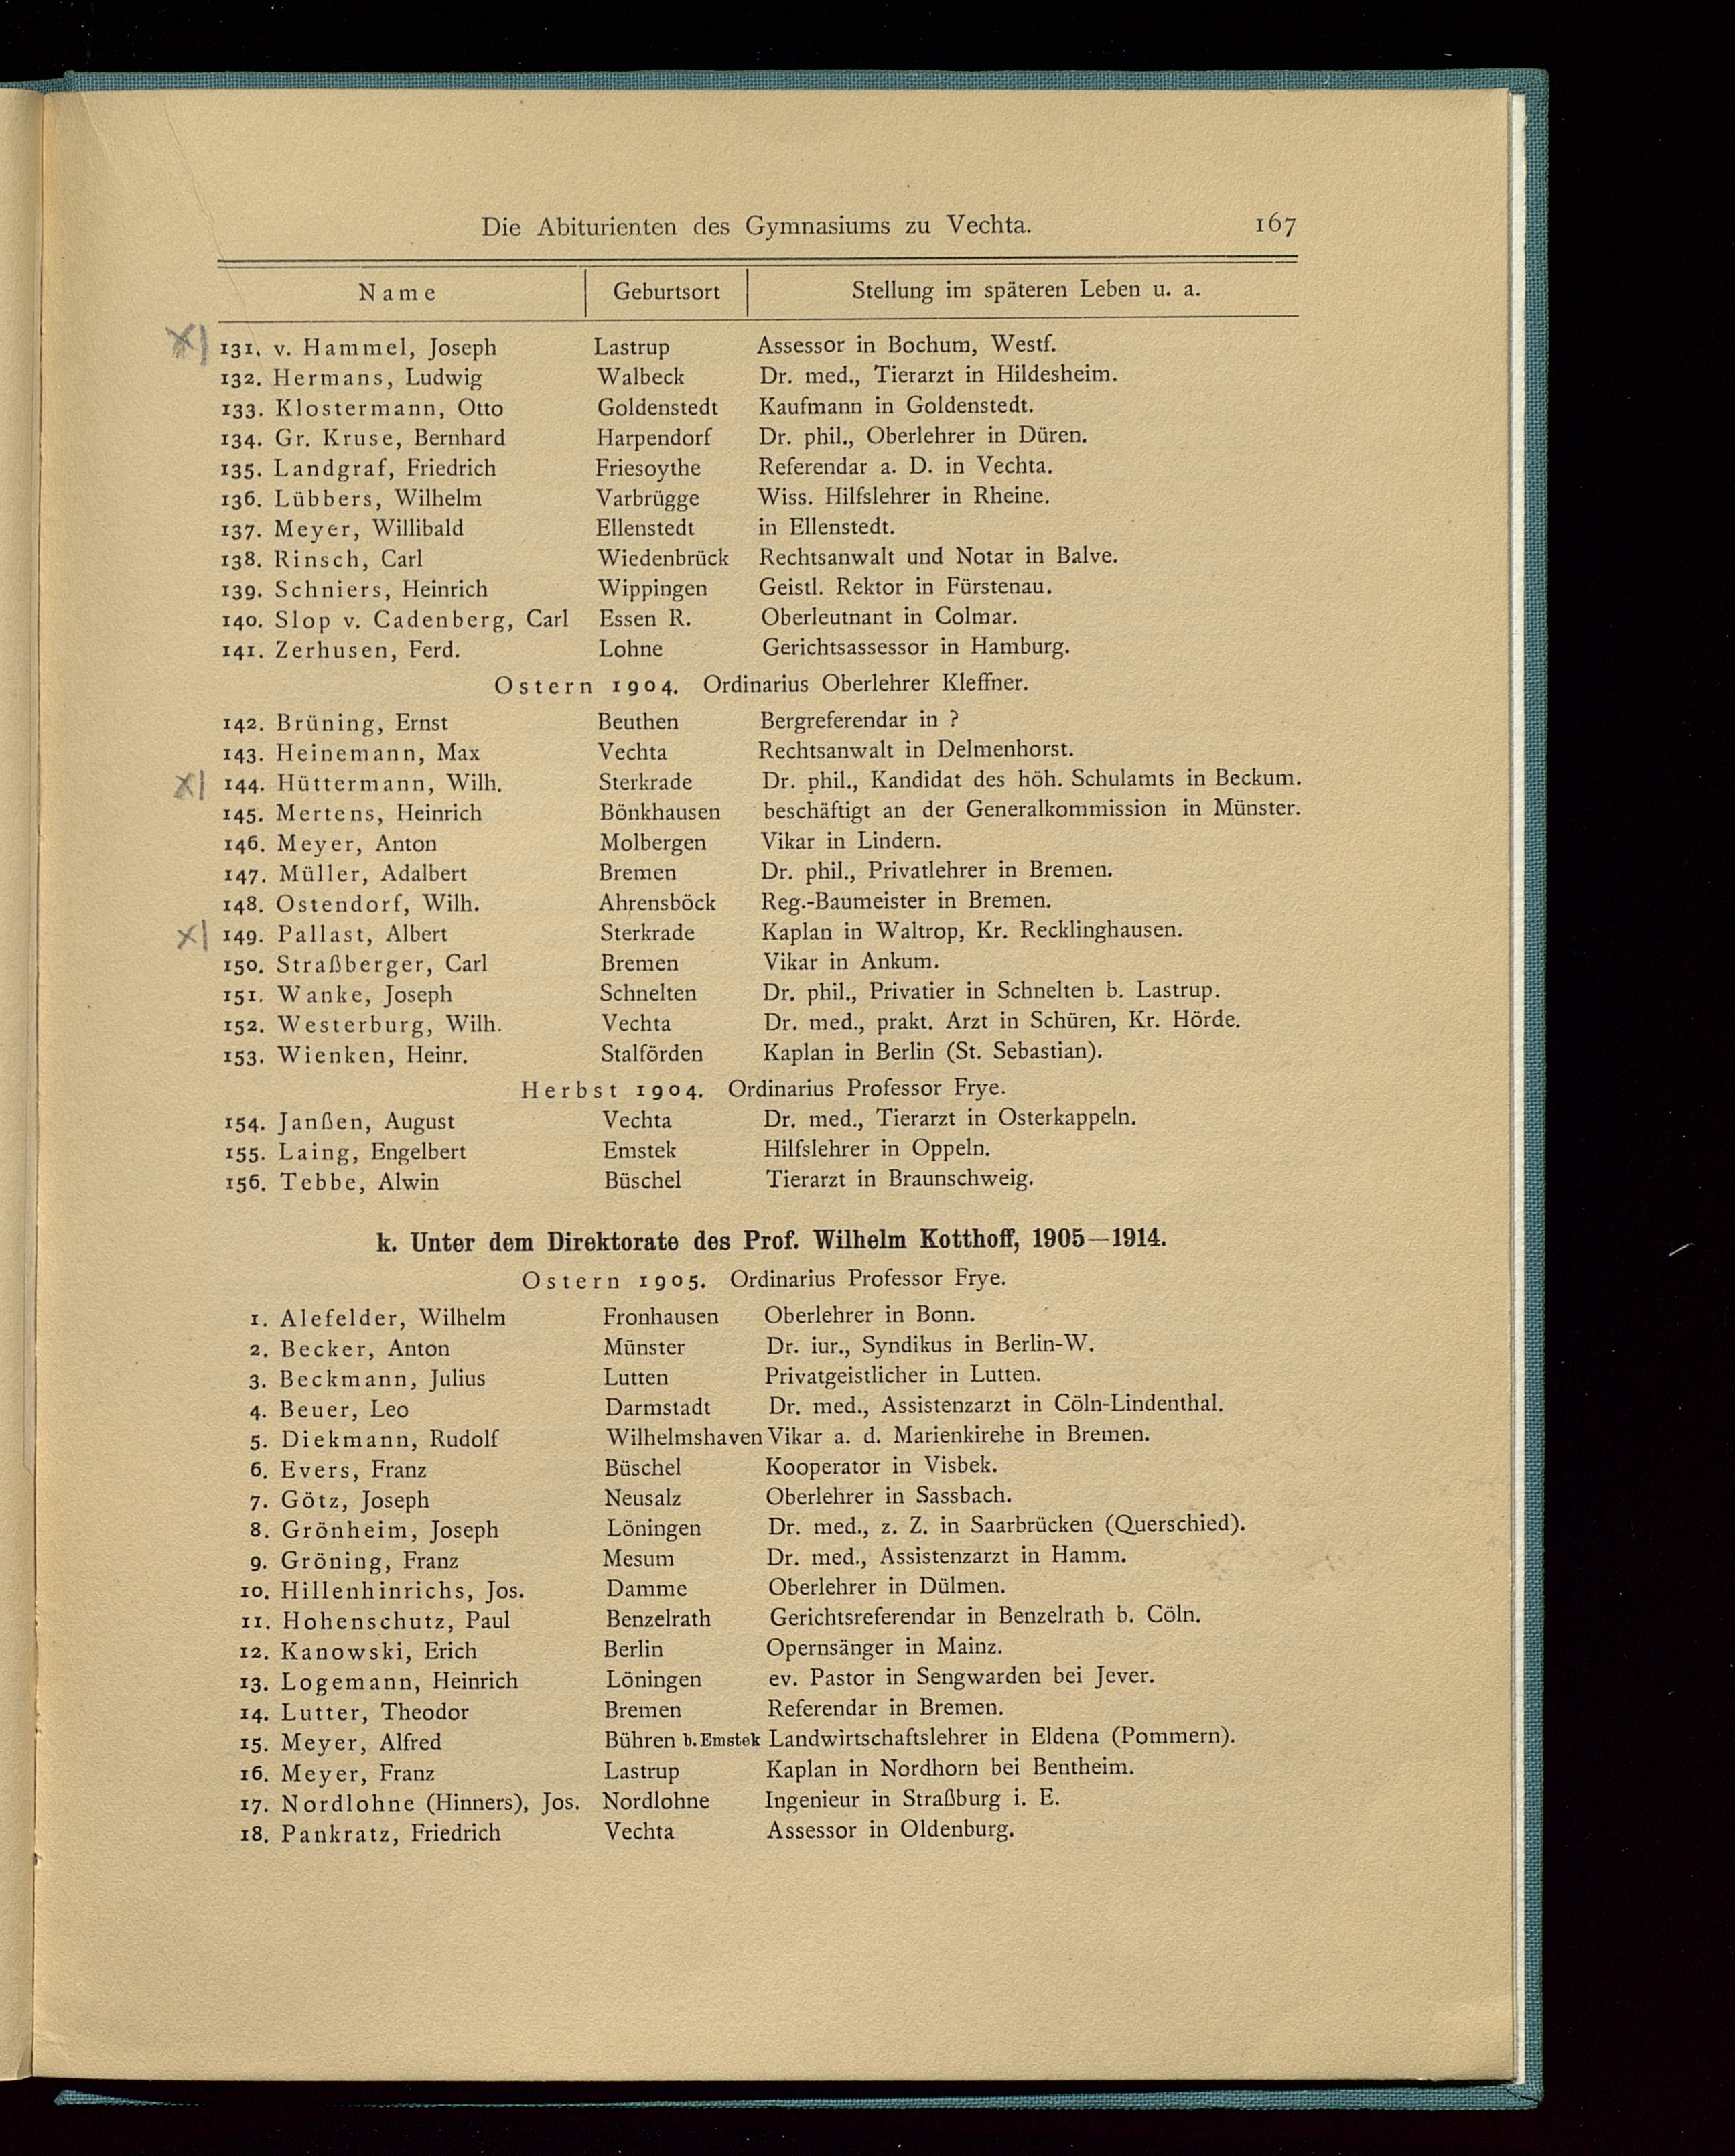 Die Abiturienten des Gymnasiums zu Vechta. 167
Name Geburtsort Stellung im späteren Leben u. a.
131. v. Hammel, Joseph Lastrup Assessor in Bochum, Westf.
132. Hermans, Ludwig Walbeck Dr. med., Tierarzt in Hildesheim.
133. Klostermann, Otto Goldenstedt Kaufmann in Goldenstedt.
134. Gr. Kruse, Bernhard Harpendorf Dr. phil., Oberlehrer in Düren.
135. Landgraf, Friedrich Friesoythe Referendar a. D. in Vechta.
136. Lübbers, Wilhelm Varbrügge Wiss. Hilfslehrer in Rheine.
137. Meyer, Willibald Ellenstedt in Ellenstedt.
138. Rinsch, Carl Wiedenbrück Rechtsanwalt und Notar in Balve.
139. Schniers, Heinrich Wippingen Geistl. Rektor in Fürstenau.
140. Slop v. Cadenberg, Carl Essen R. Oberleutnant in Colmar.
141. Zerhusen, Ferd. Lohne Gerichtsassessor in Hamburg.
Ostern 1904. Ordinarius Oberlehrer Kleffner.
142. Brüning, Ernst Beuthen Bergreferendar in ?
143. Heinemann, Max Vechta Rechtsanwalt in Delmenhorst.
144. Hüttermann, Wilh. Sterkrade Dr. phil., Kandidat des höh. Schulamts in Beckum.
145. Mertens, Heinrich Bönkhausen beschäftigt an der Generalkommission in Münster.
146. Meyer, Anton Molbergen Vikar in Lindern.
147. Müller, Adalbert Bremen Dr. phil., Privatlehrer in Bremen.
148. Ostendorf, Wilh. Ahrensböck Reg.-Baumeister in Bremen.
149. Pallast, Albert Sterkrade Kaplan in Waltrop, Kr. Recklinghausen.
150. Straßberger, Carl Bremen Vikar in Ankum.
151. Wanke, Joseph Schnelten Dr. phil., Privatier in Schnelten b. Lastrup.
152. Westerburg, Wilh. Vechta Dr. med., prakt. Arzt in Schüren, Kr. Hörde.
153. Wienken, Heinr. Stalförden Kaplan in Berlin (St. Sebastian).
Herbst 1904. Ordinarius Professor Frye.
154. Janßen, August Vechta Dr. med., Tierarzt in Osterkappeln.
155. Laing, Engelbert Emstek Hilfslehrer in Oppeln.
156. Tebbe, Alwin Büschel Tierarzt in Braunschweig.
k. Unter dem Direktorate des Prof. Wilhelm Kotthoff, 1905—1914.
Ostern 1905. Ordinarius Professor Frye.
1. Alefelder, Wilhelm Fronhausen Oberlehrer in Bonn.
2. Becker, Anton Münster Dr. iur., Syndikus in Berlin-W.
3. Beckmann, Julius Lutten Privatgeistlicher in Lutten.
4. Beuer, Leo Darmstadt Dr. med., Assistenzarzt in Cöln-Lindenthal.
5. Diekmann, Rudolf Wilhelmshaven Vikar a. d. Marienkirehe in Bremen.
6. Evers, Franz Büschel Kooperator in Visbek.
7. Götz, Joseph Neusalz Oberlehrer in Sassbach.
8. Grönheim, Joseph Löningen Dr. med., z. Z. in Saarbrücken (Querschied).
9. Gröning, Franz Mesum Dr. med., Assistenzarzt in Hamm.
10. Hillenhinrichs, Jos. Damme Oberlehrer in Dülmen.
11. Hohenschutz, Paul Benzelrath Gerichtsreferendar in Benzelrath b. Cöln.
12. Kanowski, Erich Berlin Opernsänger in Mainz.
13. Logemann, Heinrich Löningen ev. Pastor in Sengwarden bei Jever.
14. Lutter, Theodor Bremen Referendar in Bremen.
15. Meyer, Alfred Bühren b. Emstek Landwirtschaftslehrer in Eldena (Pommern).
16. Meyer, Franz Lastrup Kaplan in Nordhorn bei Bentheim.
17. Nordlohne (Hinners), Jos. Nordlohne Ingenieur in Straßburg i. E.
18. Pankratz, Friedrich Vechta Assessor in Oldenburg.